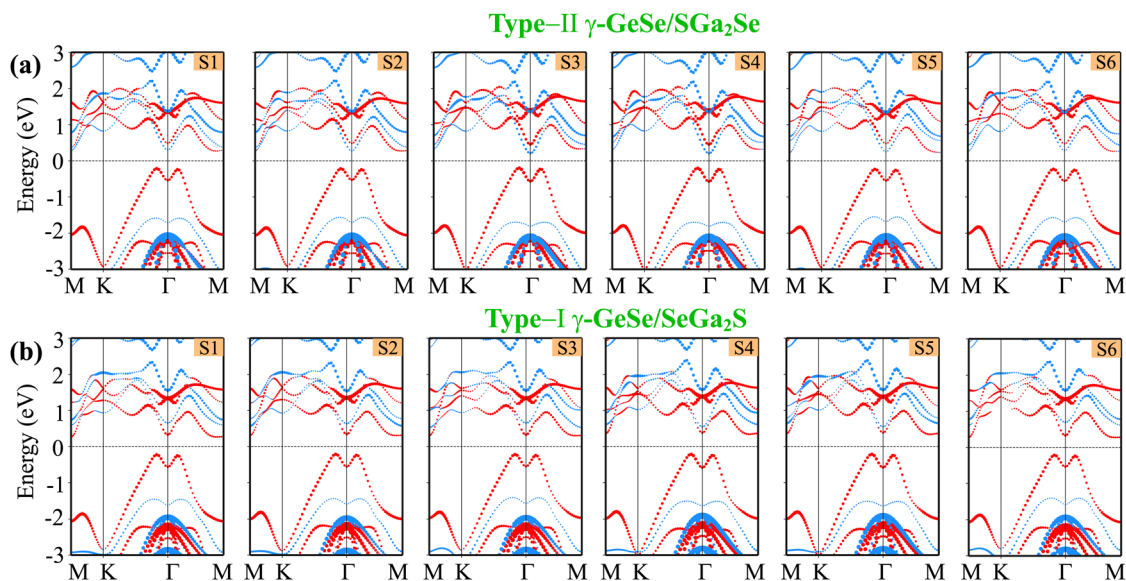 Type–II γ-GeSe/SGa₂Se
(a)
S1 S2 S3 S4 S5 S6
3
2
1
0
-1
-2
-3
Energy (eV)
M K Γ M M K Γ M M K Γ M M K Γ M M K Γ M M K Γ M
Type–I γ-GeSe/SeGa₂S
(b)
S1 S2 S3 S4 S5 S6
3
2
1
0
-1
-2
-3
Energy (eV)
M K Γ M M K Γ M M K Γ M M K Γ M M K Γ M M K Γ M